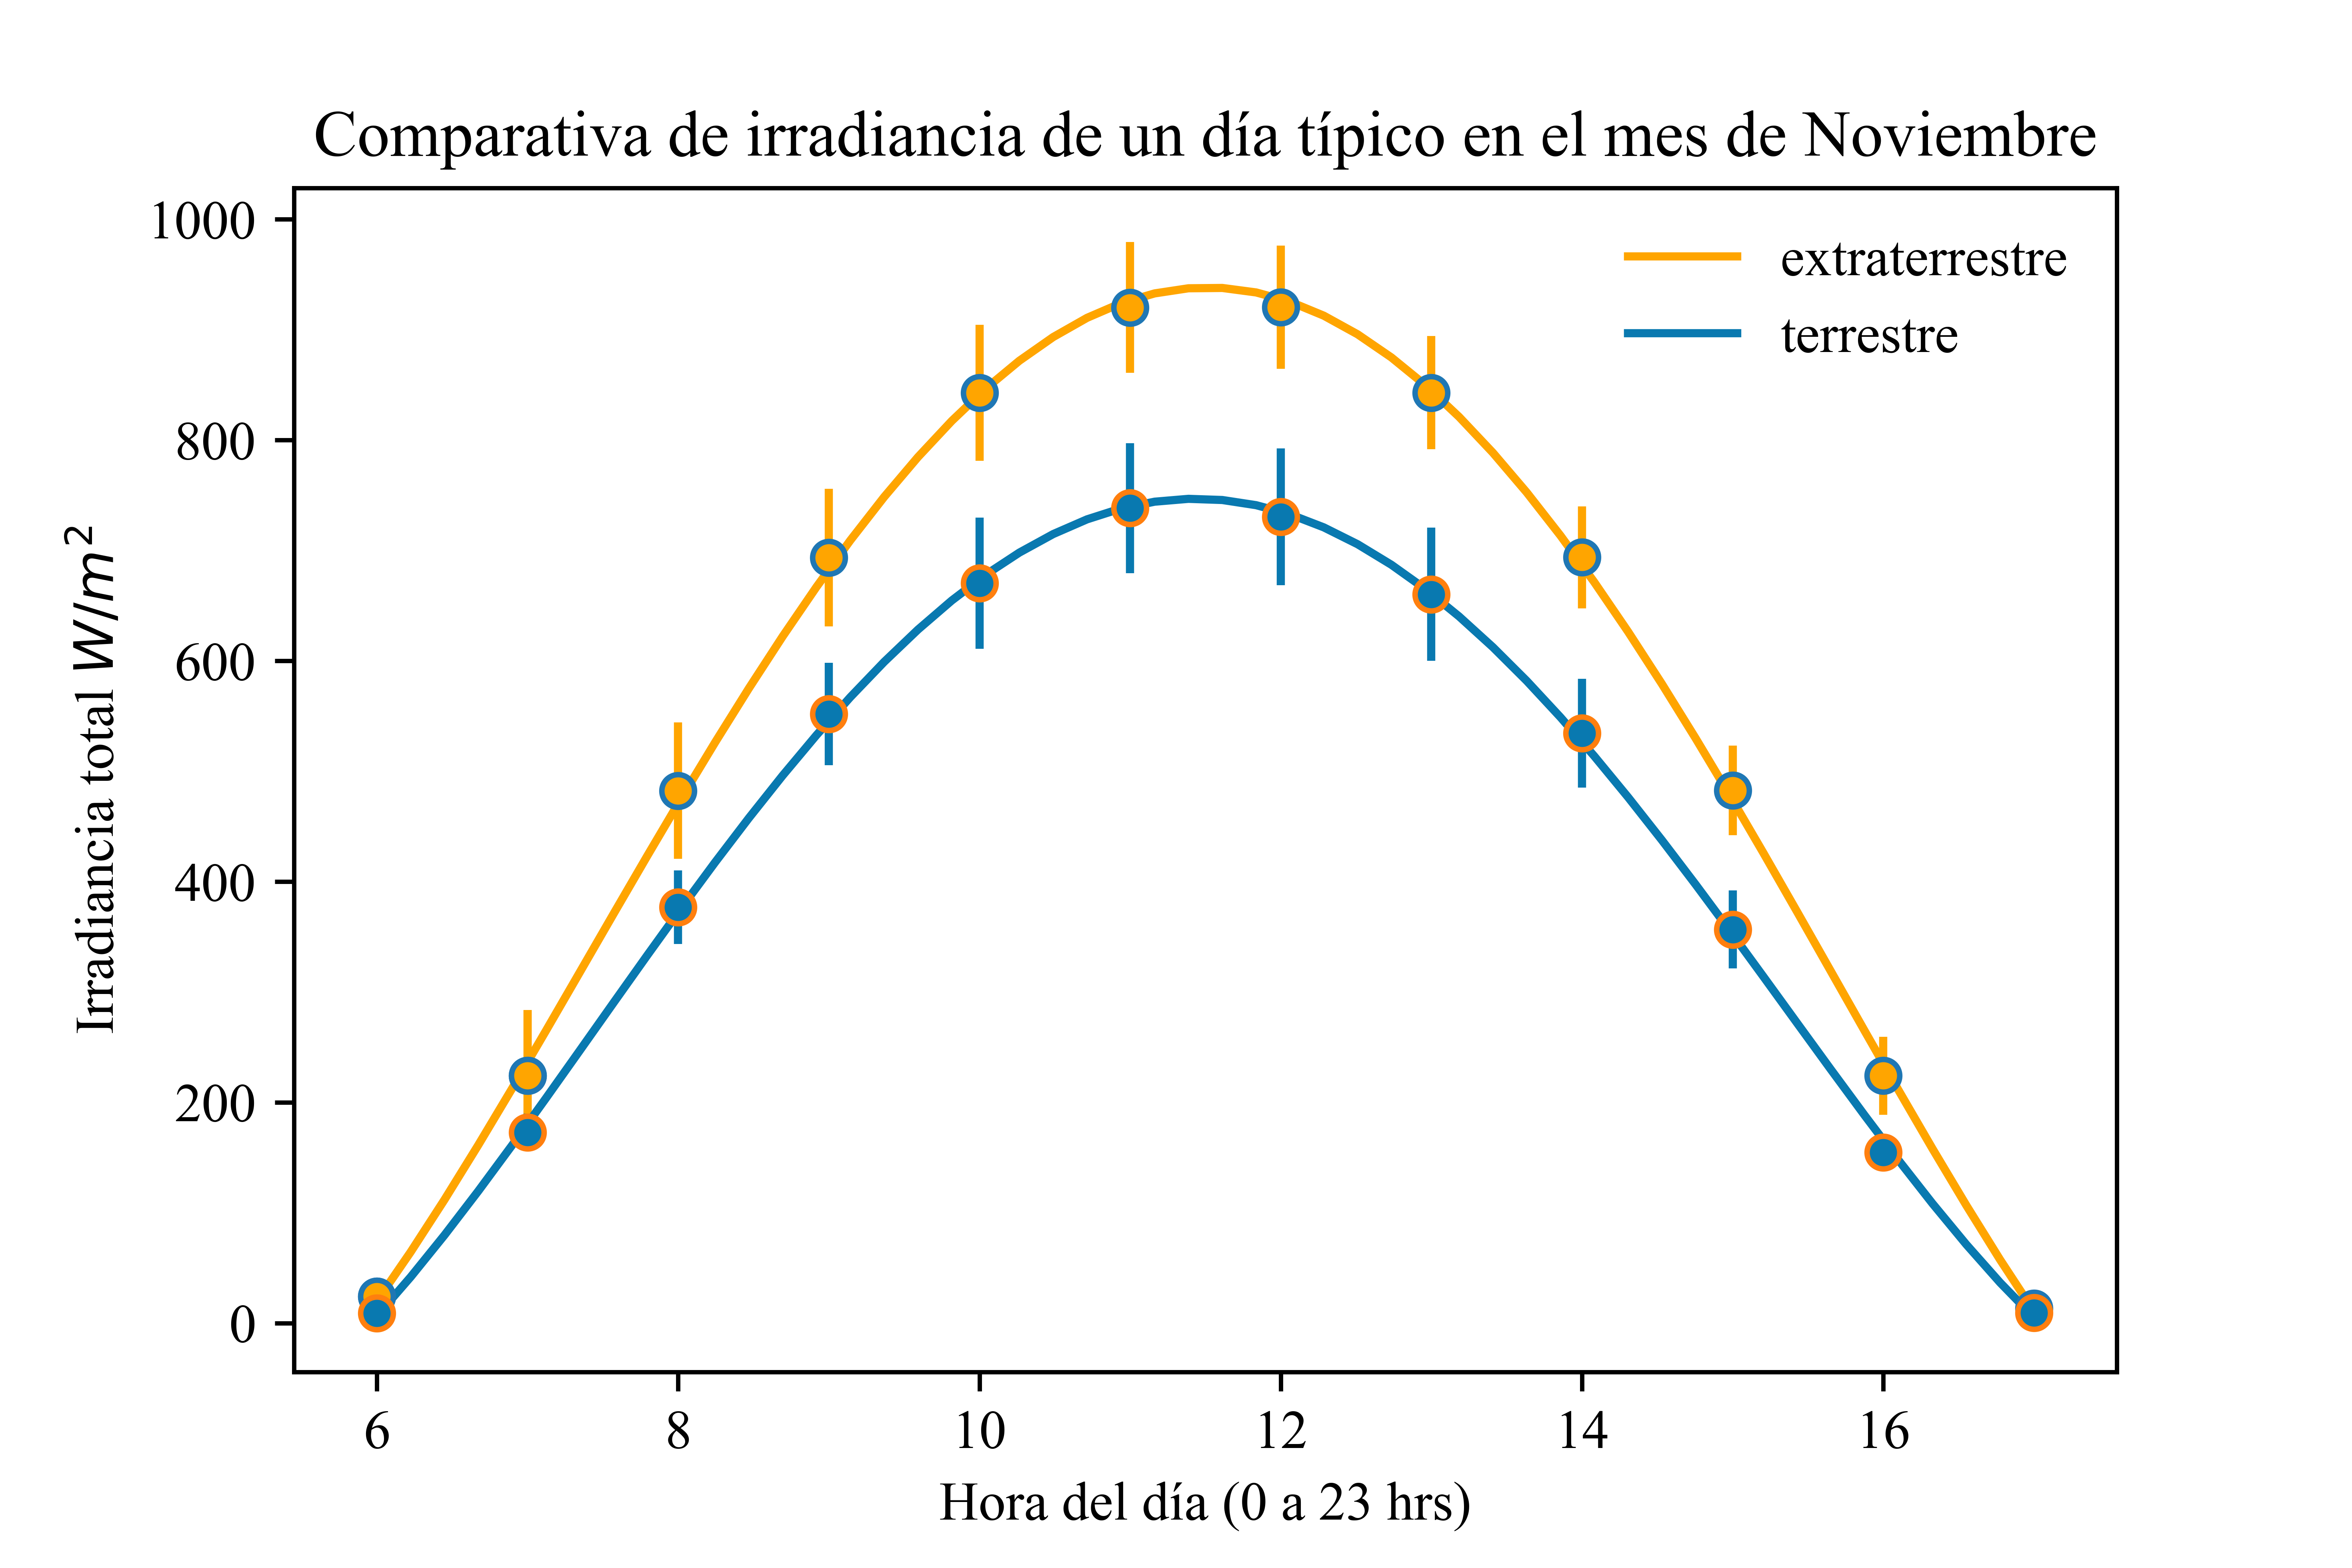 Comparativa de irradiancia de un día típico en el mes de Noviembre
extraterrestre
terrestre
Irradiancia total W/m²
1000
800
600
400
200
0
6 8 10 12 14 16
Hora del día (0 a 23 hrs)